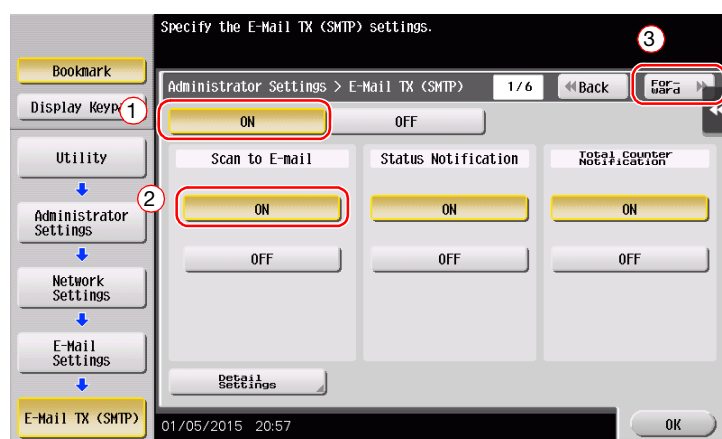 Specify the E-Mail TX (SMTP) settings.
3
Bookmark
Administrator Settings > E-Mail TX (SMTP) 1/6 Back For-
ward
Display Keyp
1
ON OFF
Utility
Scan to E-mail Status Notification Total Counter
Notification
2
ON ON ON
Administrator
Settings
OFF OFF OFF
Network
Settings
E-Mail
Settings
Detail
Settings
E-Mail TX (SMTP)
01/05/2015 20:57
OK